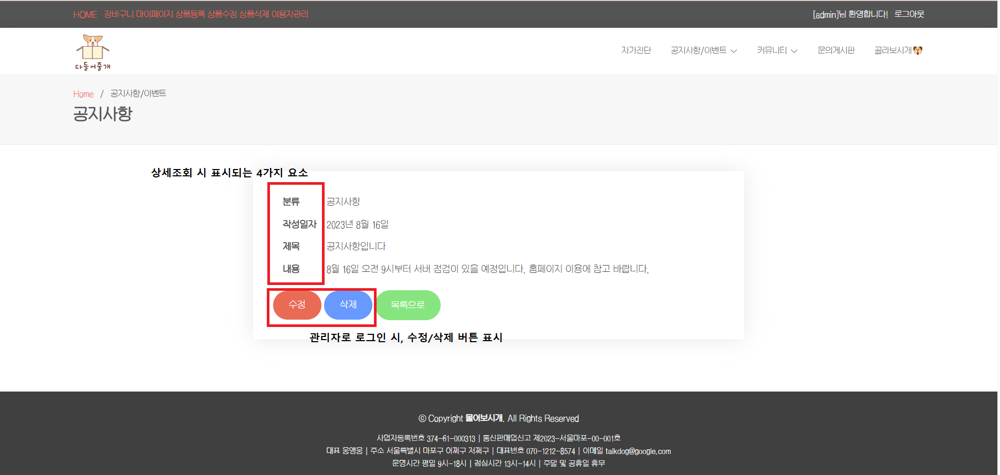 HOME 장바구니 마이페이지 상품등록 상품수정 상품삭제 이용자관리
[admin]님 환영합니다! 로그아웃
다들어줄개
자가진단 공지사항/이벤트 커뮤니티 문의게시판 골라보시개
Home / 공지사항/이벤트
공지사항
상세조회 시 표시되는 4가지 요소
분류 공지사항
작성일자 2023년 8월 16일
제목 공지사항입니다
내용 8월 16일 오전 9시부터 서버 점검이 있을 예정입니다. 홈페이지 이용에 참고 바랍니다.
수정 삭제 목록으로
관리자로 로그인 시, 수정/삭제 버튼 표시
© Copyright 물어보시개. All Rights Reserved
사업자등록번호 374-61-000313 | 통신판매업신고 제2023-서울마포-00-001호
대표 웅앵웅 | 주소 서울특별시 마포구 어쩌구 저쩌구 | 대표번호 070-1212-8574 | 이메일 talkdog@google.com
운영시간 평일 9시-18시 | 점심시간 13시-14시 | 주말 및 공휴일 휴무